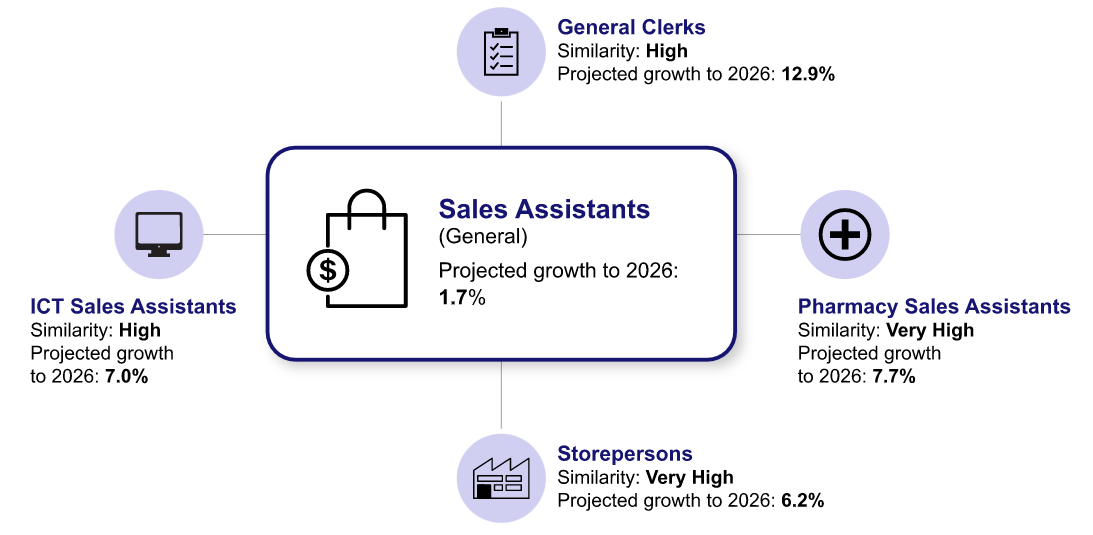 General Clerks
Similarity: High
Projected growth to 2026: 12.9%
Sales Assistants
(General)
Projected growth to 2026:
1.7%
$
ICT Sales Assistants
Similarity: High
Projected growth
to 2026: 7.0%
Pharmacy Sales Assistants
Similarity: Very High
Projected growth
to 2026: 7.7%
Storepersons
Similarity: Very High
Projected growth to 2026: 6.2%